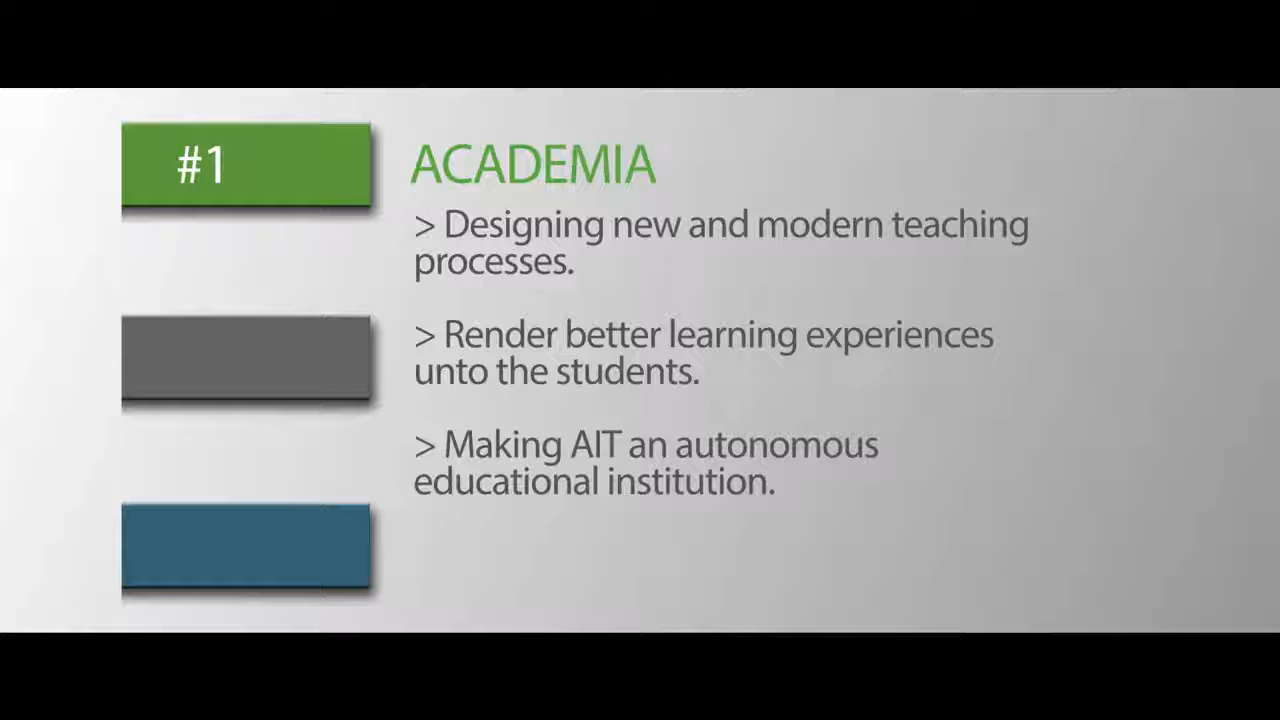 #1
ACADEMIA
> Designing new and modern teaching
processes.
> Render better learning experiences
unto the students.
> Making AIT an autonomous
educational institution.